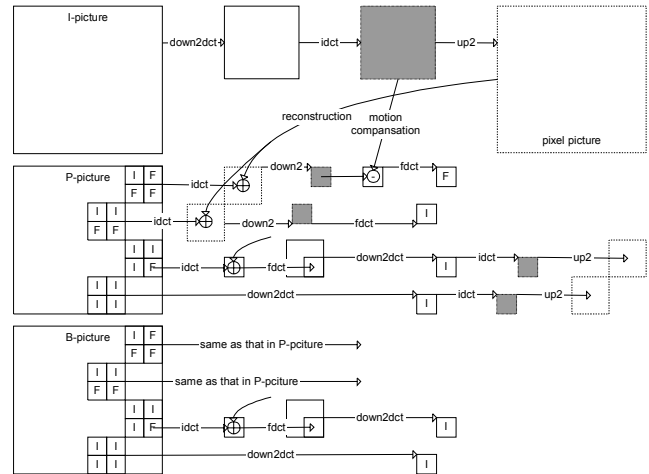 I-picture
down2dct
idct
up2
reconstruction
motion
compansation
pixel picture
P-picture
I F
F F
idct
down2
-
fdct
F
I I
F F
idct
down2
fdct
I
I I
I F
idct
fdct
down2dct
I
idct
up2
I I
I I
down2dct
I
idct
up2
B-picture
I F
F F
same as that in P-pciture
I I
F F
same as that in P-pciture
I I
I F
idct
fdct
down2dct
I
I I
I I
down2dct
I